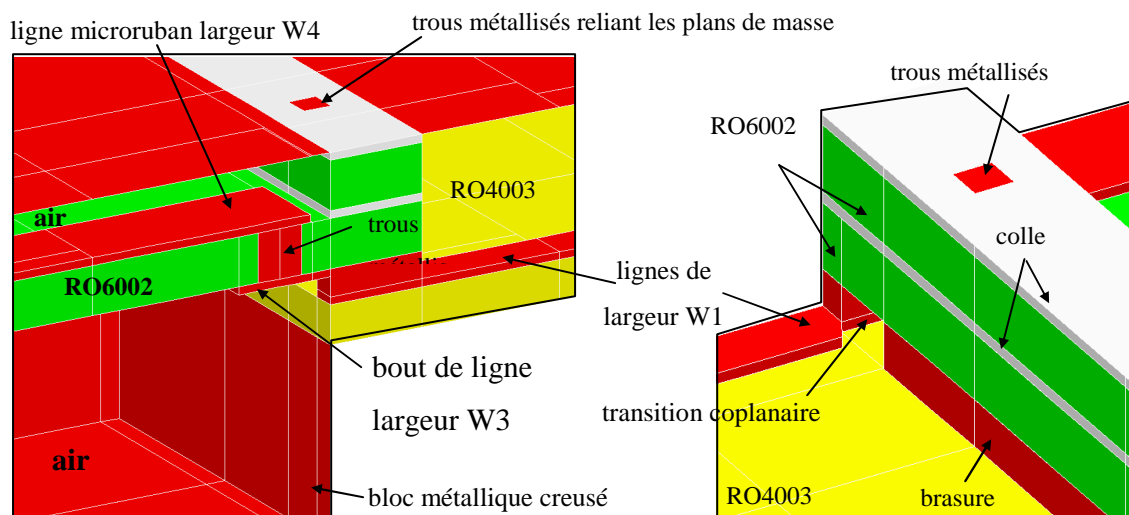 ligne microruban largeur W4
trous métallisés reliant les plans de masse
trous métallisés
RO6002
RO4003
air
trous
colle
RO6002
lignes de
largeur W1
bout de ligne
largeur W3
transition coplanaire
air
bloc métallique creusé
RO4003
brasure